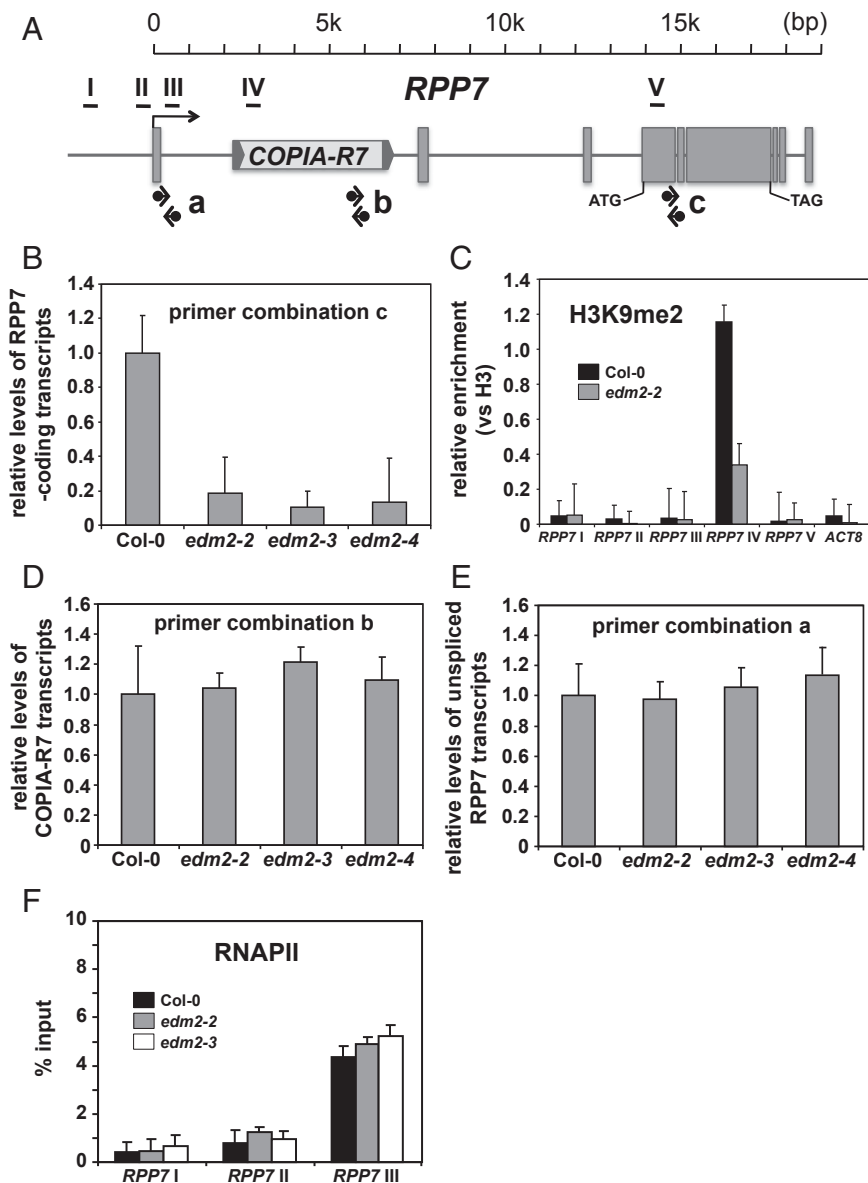 A
0 5k 10k 15k (bp)
I II III IV RPP7 V
COPIA-R7
ATG TAG
a b c
B
relative levels of RPP7
-coding transcripts
1.4
1.2
1.0
0.8
0.6
0.4
0.2
0
primer combination c
Col-0 edm2-2 edm2-3 edm2-4
C
relative enrichment
(vs H3)
1.4
1.2
1.0
0.8
0.6
0.4
0.2
0
H3K9me2
Col-0
edm2-2
RPP7 I RPP7 II RPP7 III RPP7 IV RPP7 V ACT8
D
relative levels of
COPIA-R7 transcripts
1.6
1.4
1.2
1.0
1.8
1.6
1.4
1.2
0
primer combination b
Col-0 edm2-2 edm2-3 edm2-4
E
relative levels of unspliced
RPP7 transcripts
1.6
1.4
1.2
1.0
0.8
0.6
0.4
0.2
0
primer combination a
Col-0 edm2-2 edm2-3 edm2-4
F
% input
10
8
6
4
2
0
RNAPII
Col-0
edm2-2
edm2-3
RPP7 I RPP7 II RPP7 III